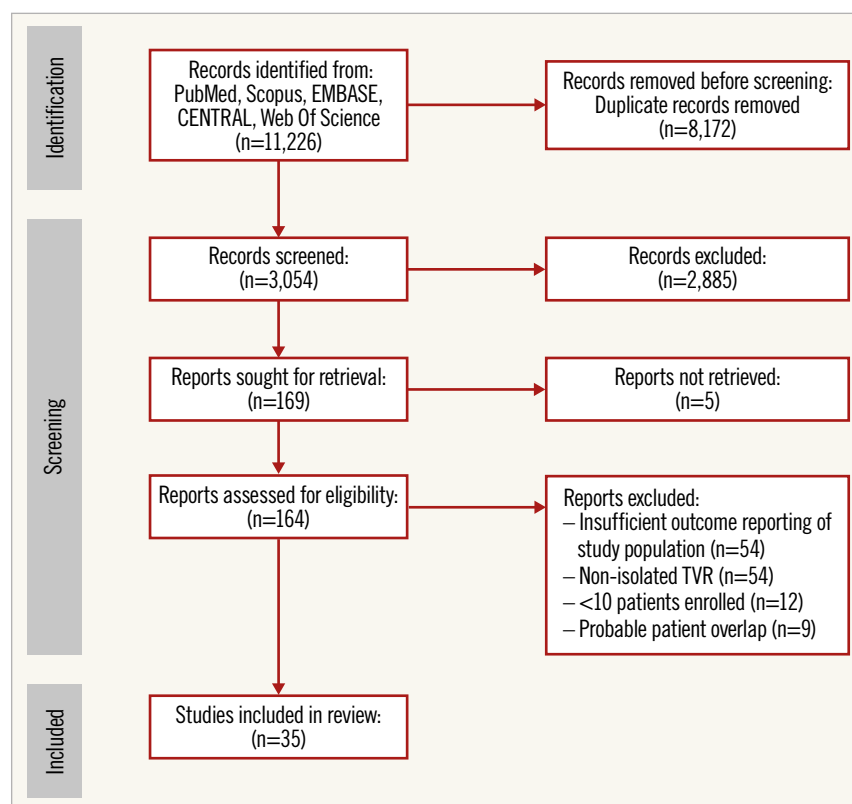 Identification
Records identified from:
PubMed, Scopus, EMBASE,
CENTRAL, Web Of Science
(n=11,226)
Records removed before screening:
Duplicate records removed
(n=8,172)
Screening
Records screened:
(n=3,054)
Records excluded:
(n=2,885)
Reports sought for retrieval:
(n=169)
Reports not retrieved:
(n=5)
Reports assessed for eligibility:
(n=164)
Reports excluded:
– Insufficient outcome reporting of
study population (n=54)
– Non-isolated TVR (n=54)
– <10 patients enrolled (n=12)
– Probable patient overlap (n=9)
Included
Studies included in review:
(n=35)